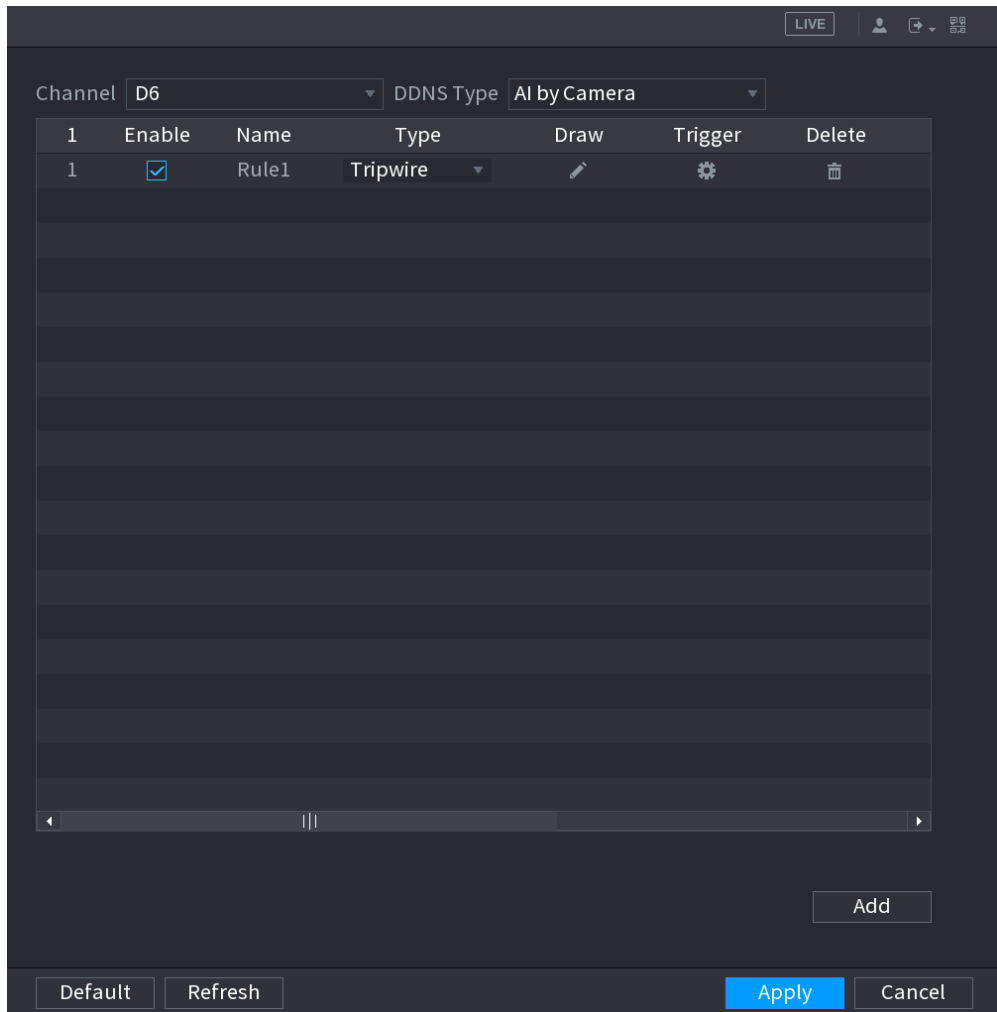 LIVE
Channel D6 DDNS Type AI by Camera
1 Enable Name Type Draw Trigger Delete
1 Rule1 Tripwire
Add
Default Refresh Apply Cancel